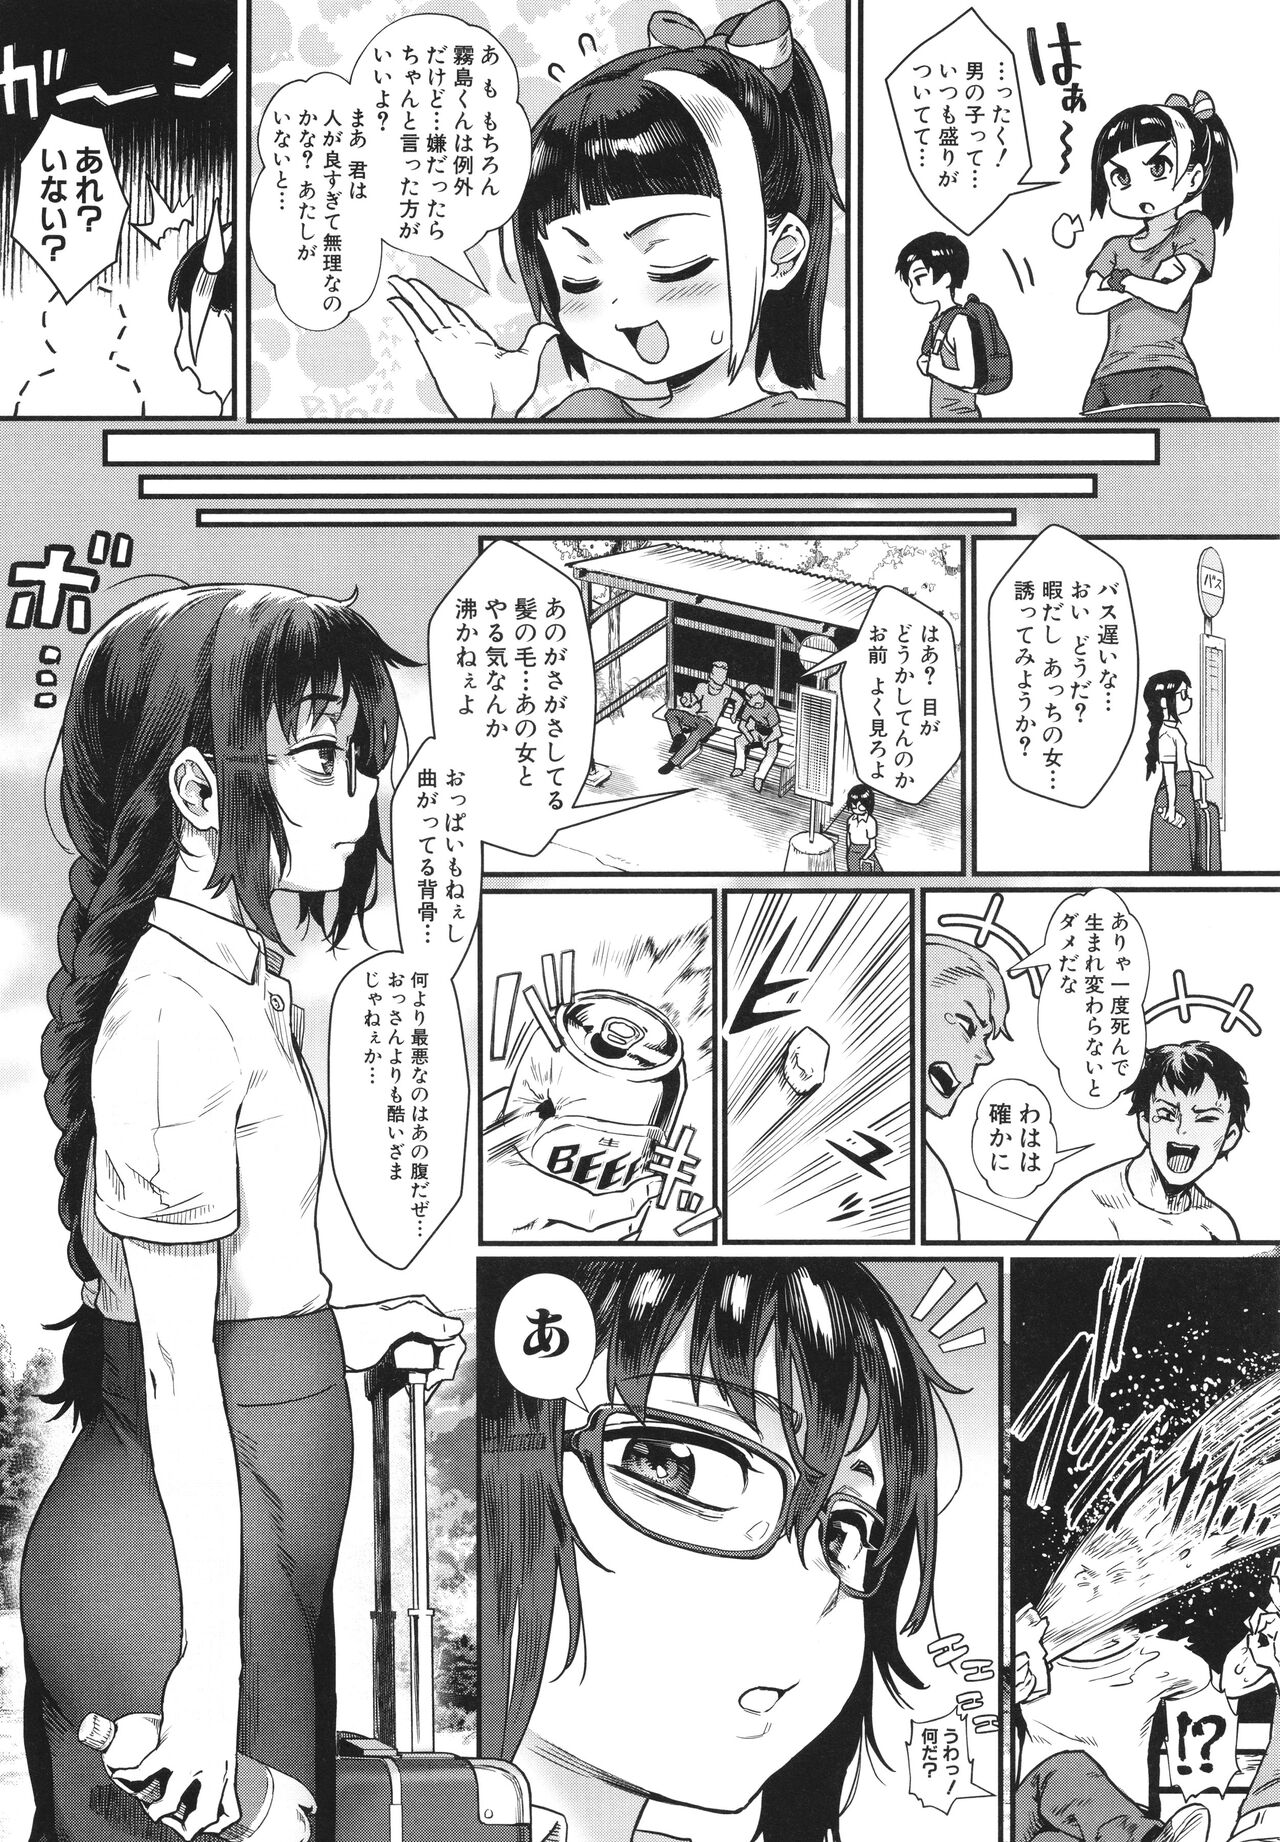 はぁ～
…ったく！
男の子って…
いつも盛りが
ついてて…
あ も もちろん
霧島くんは例外
だけど…嫌だったら
ちゃんと言った方が
いいよ？
まあ 君は
人が良すぎて無理なの
かな？あたしが
いないと…
ガーーン
あれ？
いない？
バス
バス遅いな…
おい どうだ？
暇だし あっちの女…
誘ってみようか？
はあ？ 目が
どうかしてんのか
お前 よく見ろよ
あのがさがさしてる
髪の毛…あの女と
やる気なんか
沸かねぇよ
ボサ
おっぱいもねぇし
曲がってる背骨…
何より最悪なのはあの腹だぜ…
おっさんよりも酷いざま
じゃねぇか…
ありゃ一度死んで
生まれ変わらないと
ダメだな
わはは
確かに
ビュ
生
BEER
あ
うわっ！
何だ？
!?